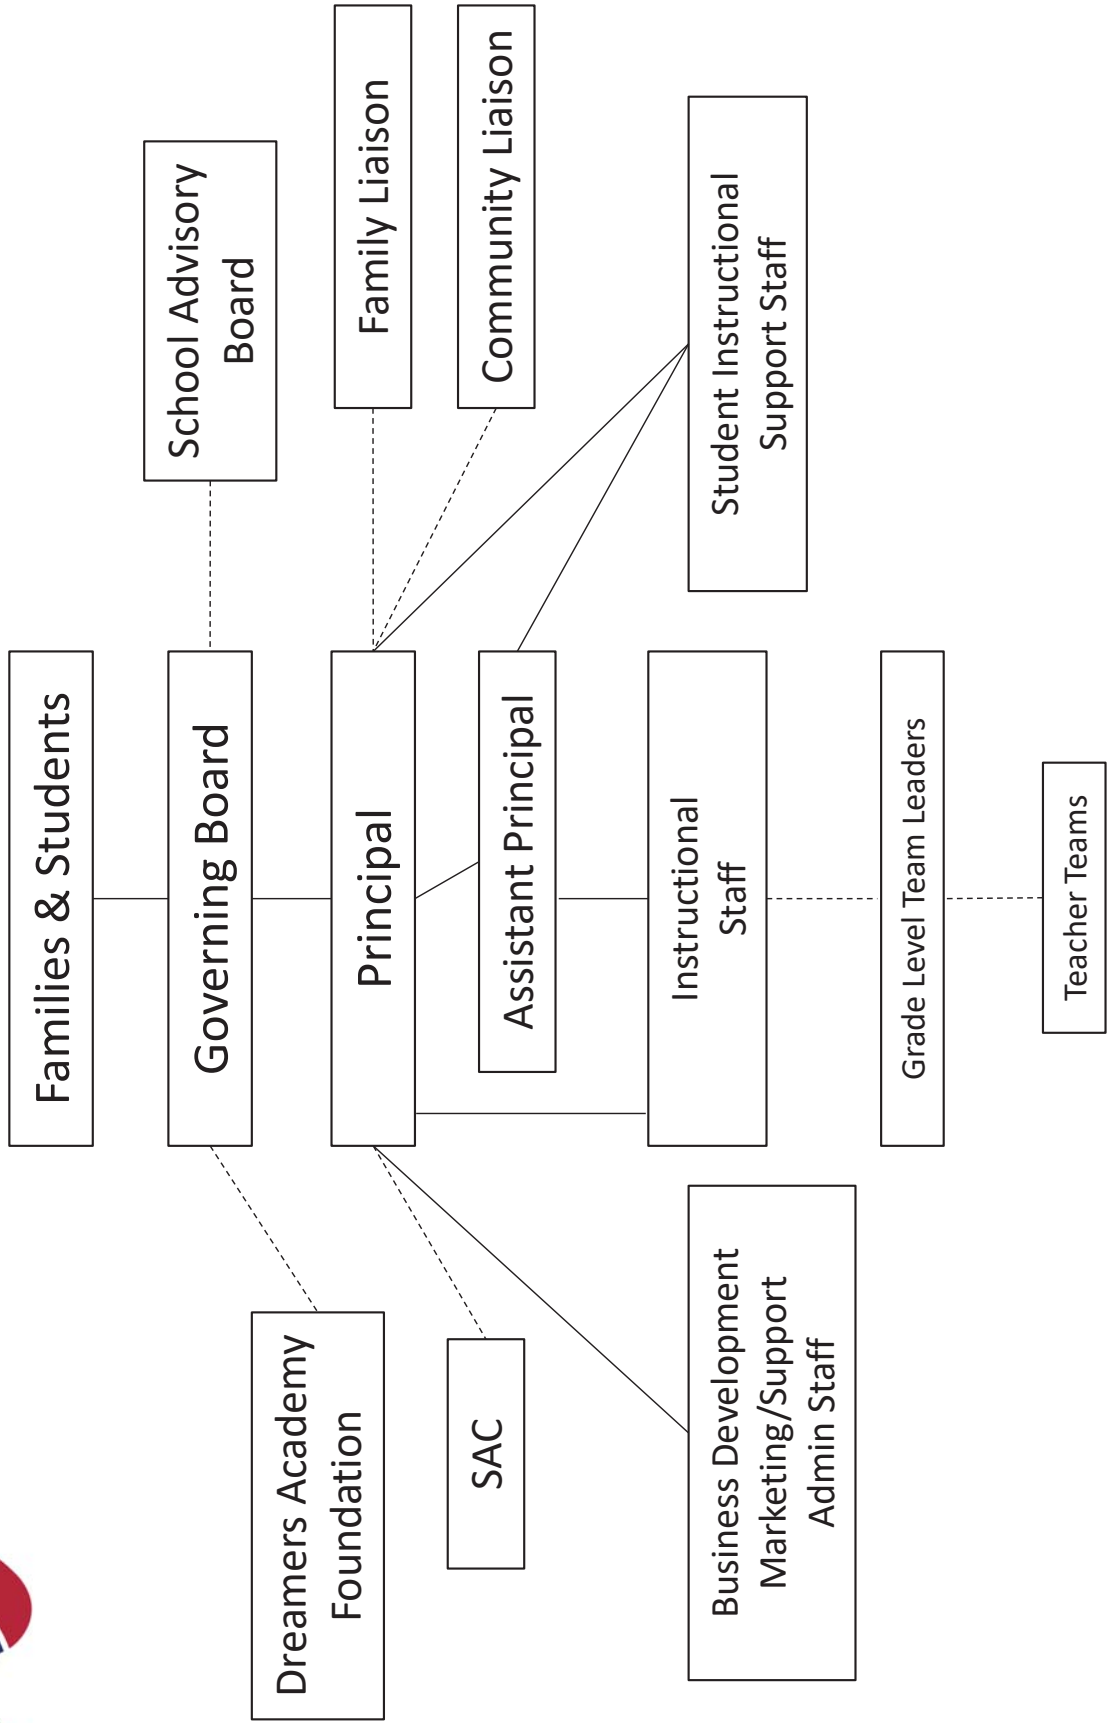 Families & Students
Governing Board
School Advisory
Board
Dreamers Academy
Foundation
Principal
Family Liaison
Community Liaison
SAC
Assistant Principal
Business Development
Marketing/Support
Admin Staff
Instructional
Staff
Student Instructional
Support Staff
Grade Level Team Leaders
Teacher Teams